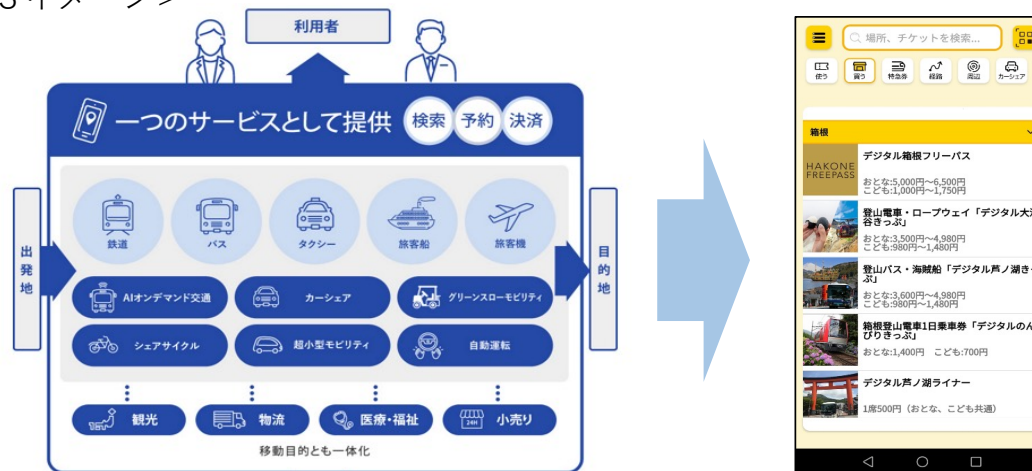 利用者
一つのサービスとして提供
検索
予約
決済
鉄道
バス
タクシー
旅客船
旅客機
出発地
目的地
AIオンデマンド交通
カーシェア
グリーンスローモビリティ
シェアサイクル
超小型モビリティ
自動運転
観光
物流
医療・福祉
24H
小売り
移動目的とも一体化
場所、チケットを検索...
使う
買う
特急券
経路
周辺
カーシェア
箱根
HAKONE
FREEPASS
デジタル箱根フリーパス
おとな:5,000円～6,500円
こども:1,000円～1,750円
登山電車・ロープウェイ「デジタル大
谷きっぷ」
おとな:3,500円～4,980円
こども:980円～1,480円
登山バス・海賊船「デジタル芦ノ湖き
ぷ」
おとな:3,600円～4,980円
こども:980円～1,480円
箱根登山電車1日乗車券「デジタルのん
びりきっぷ」
おとな:1,400円 こども:700円
デジタル芦ノ湖ライナー
1席500円（おとな、こども共通）